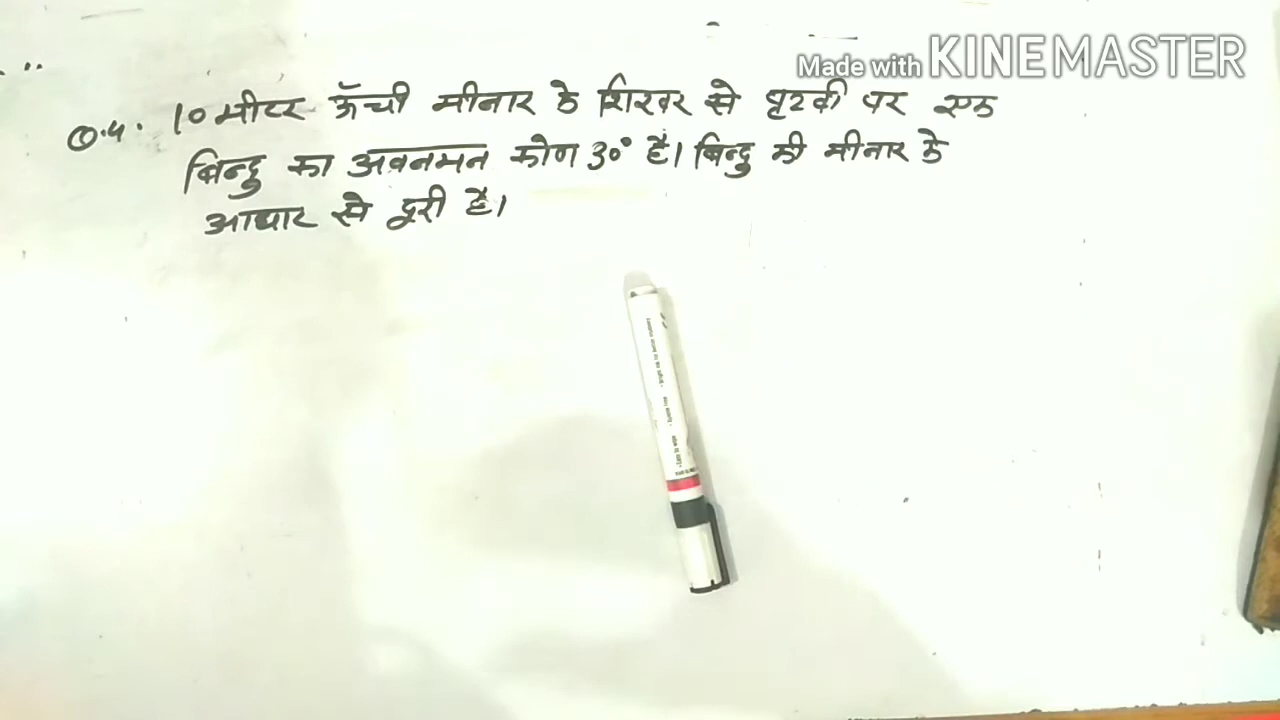 Made with KINEMASTER
Q.4. 10 मीटर ऊँची मीनार के शिखर से पृथ्वी पर एक
बिन्दु का अवनमन कोण 30° है। बिन्दु की मीनार के
आधार से दूरी है।